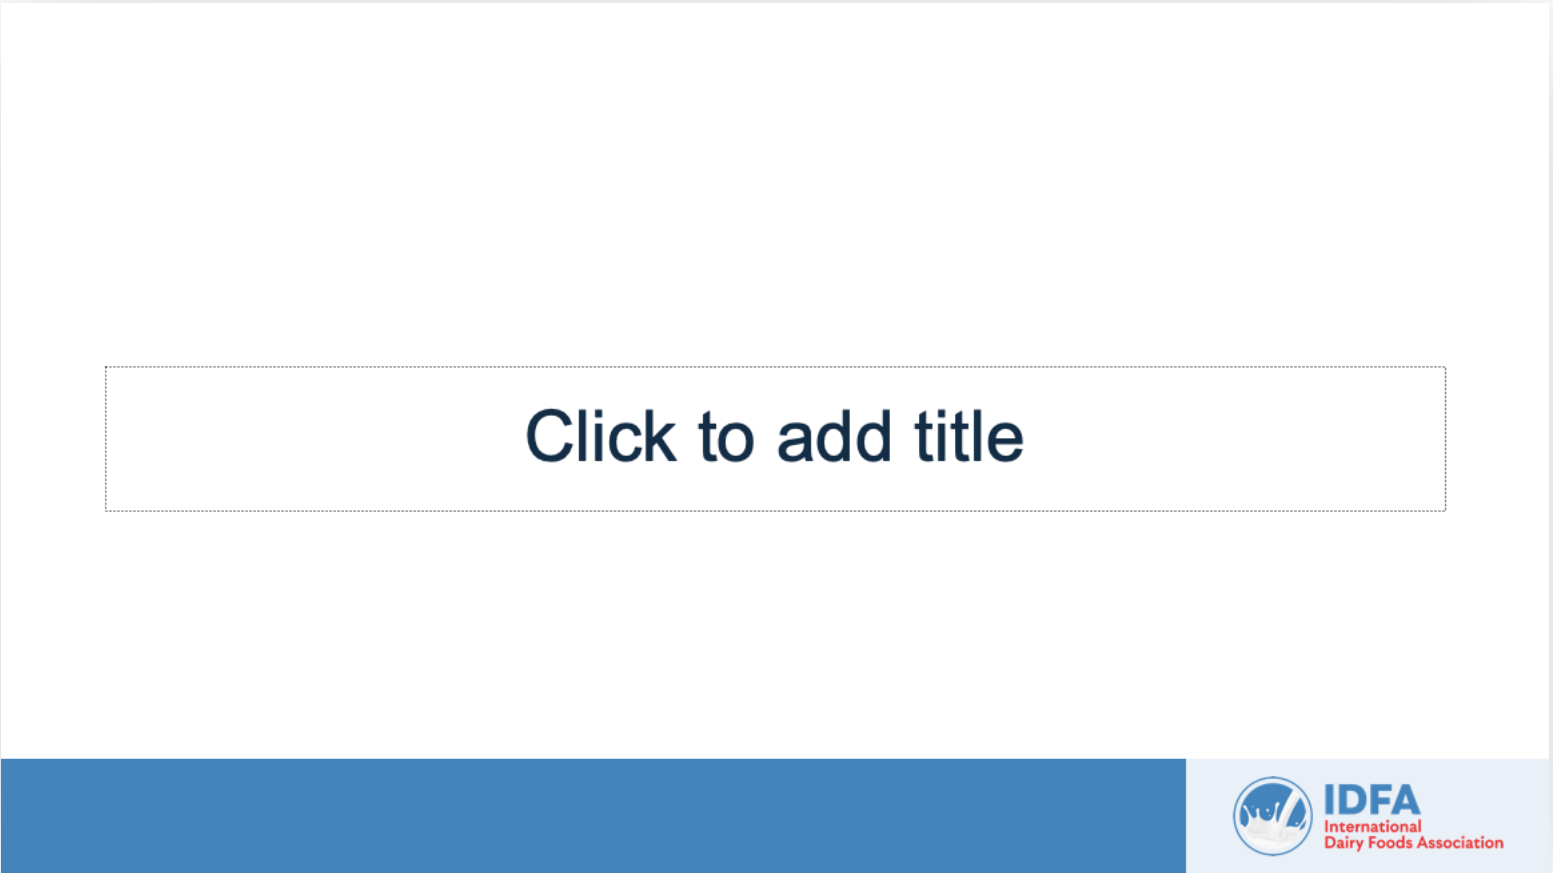 Click to add title
IDFA
International
Dairy Foods Association